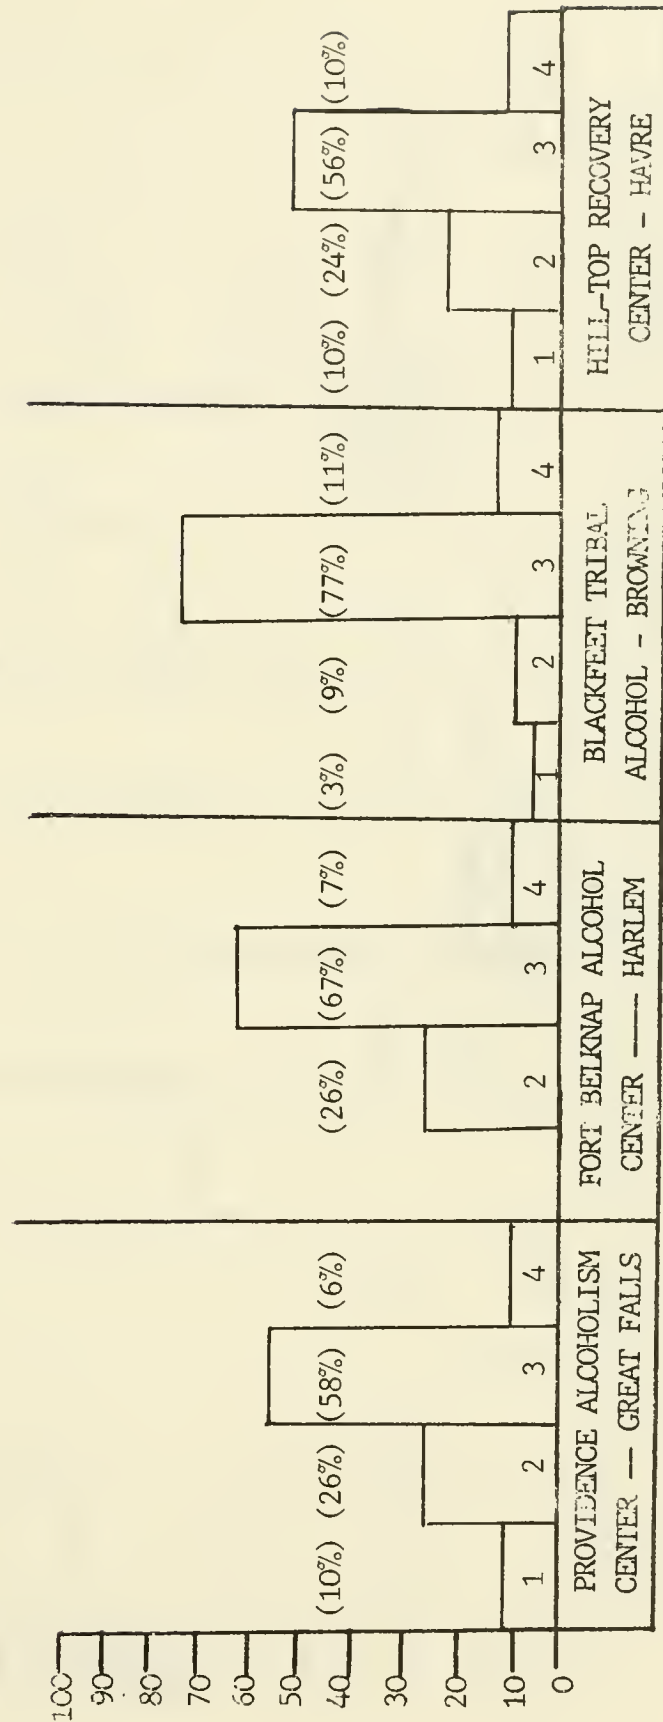 100
90
80
70
60
50
40
30
20
10
0
(10%) (26%) (58%) (6%)
1 2 3 4
PROVIDENCE ALCOHOLISM
CENTER — GREAT FALLS
(26%) (67%) (7%)
2 3 4
FORT BELKNAP ALCOHOL
CENTER — HARLEM
(3%) (9%) (77%) (11%)
1 2 3 4
BLACKFEET TRIBAL
ALCOHOL - BROWNING
(10%) (24%) (56%) (10%)
1 2 3 4
HILL-TOP RECOVERY
CENTER - HAVRE